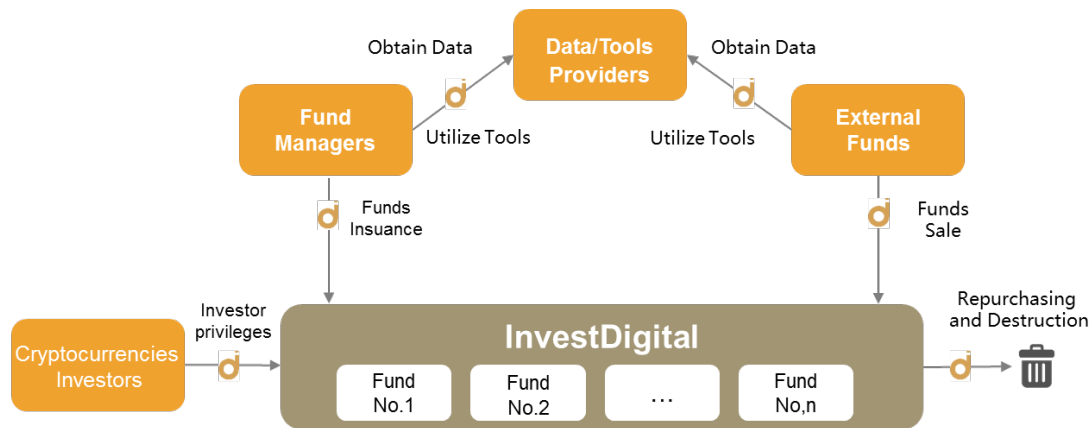 Obtain Data
Data/Tools
Providers
Obtain Data
Fund
Managers
Utilize Tools
Utilize Tools
External
Funds
Funds
Insuance
Funds
Sale
Investor
privileges
Repurchasing
and Destruction
Cryptocurrencies
Investors
InvestDigital
Fund
No.1
Fund
No.2
...
Fund
No,n